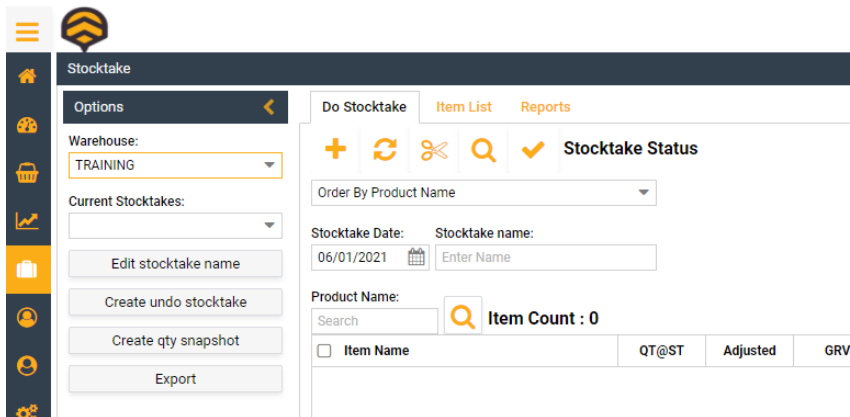 Stocktake
Options
Warehouse:
TRAINING
Current Stocktakes:
Edit stocktake name
Create undo stocktake
Create qty snapshot
Export
Do Stocktake Item List Reports
Stocktake Status
Order By Product Name
Stocktake Date: Stocktake name:
06/01/2021 Enter Name
Product Name:
Search Item Count : 0
Item Name QT@ST Adjusted GRV